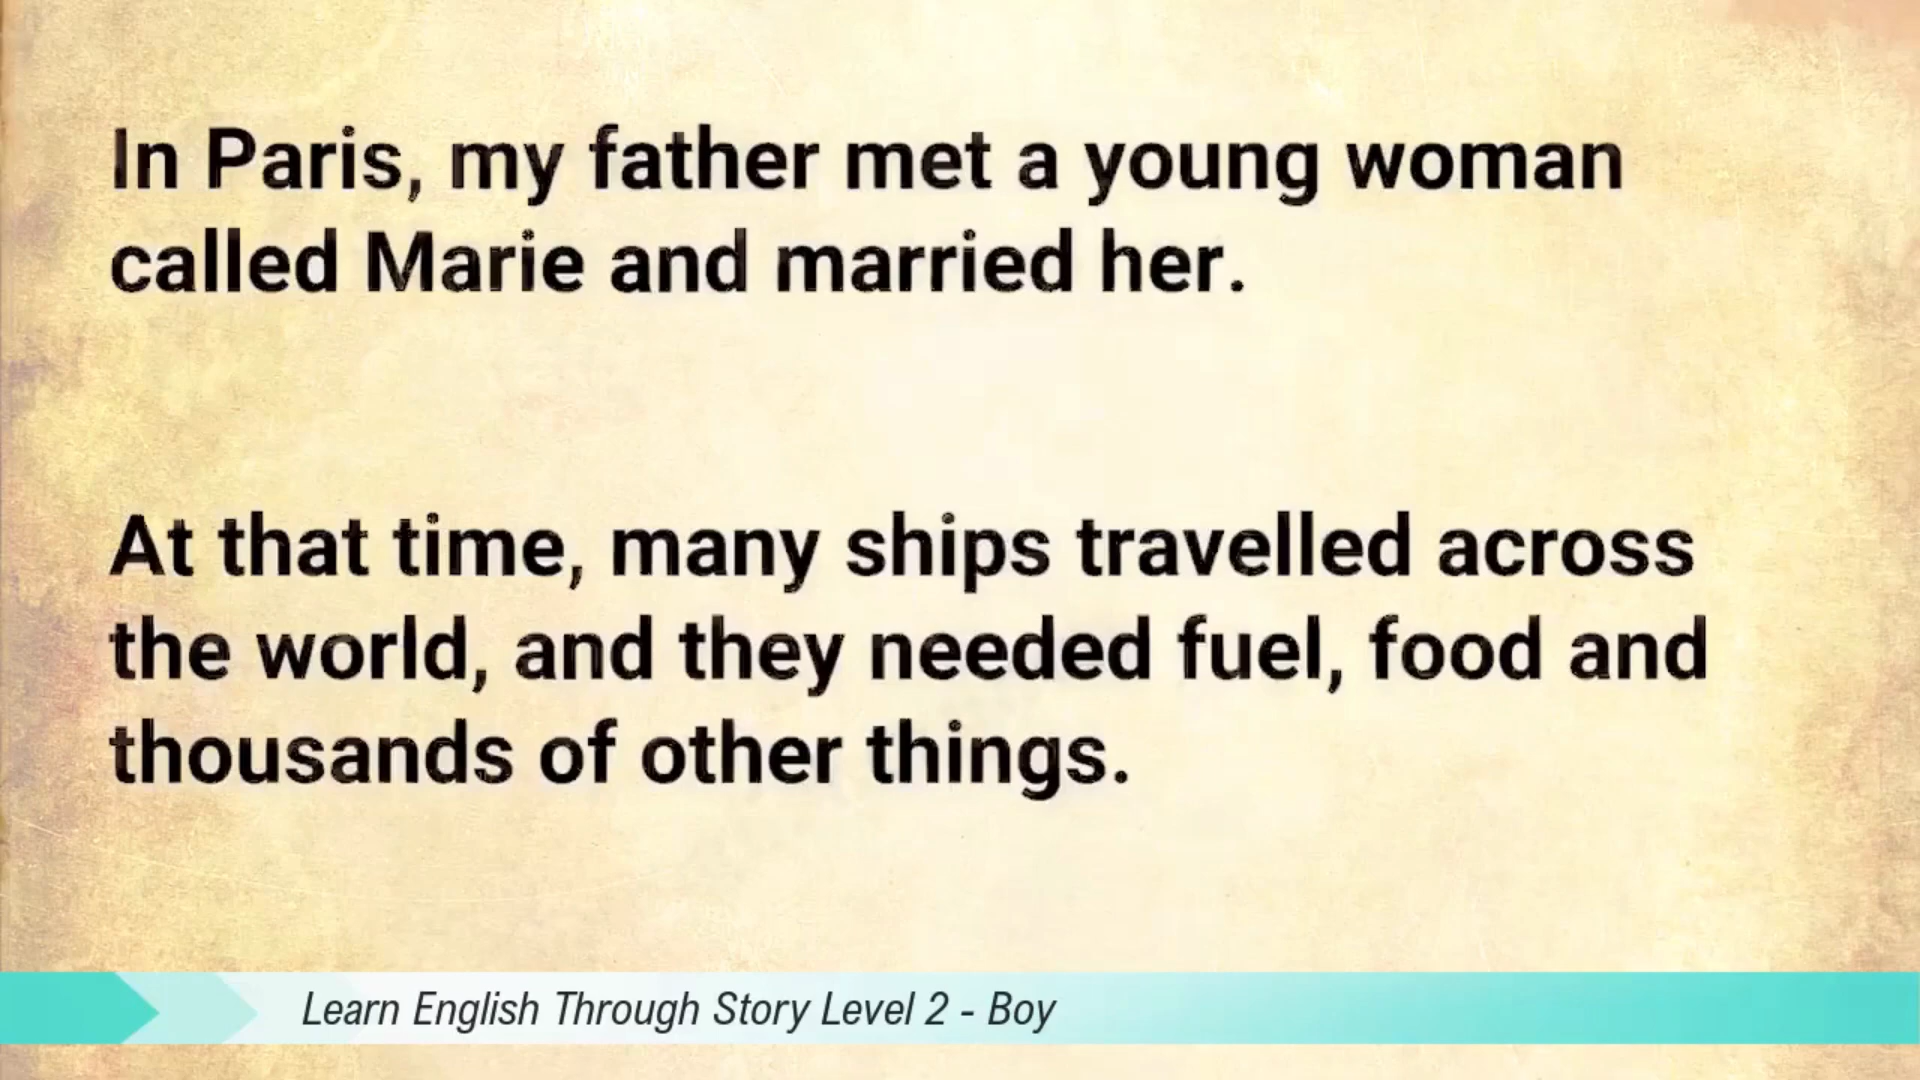 In Paris, my father met a young woman
called Marie and married her.
At that time, many ships travelled across
the world, and they needed fuel, food and
thousands of other things.
Learn English Through Story Level 2 - Boy